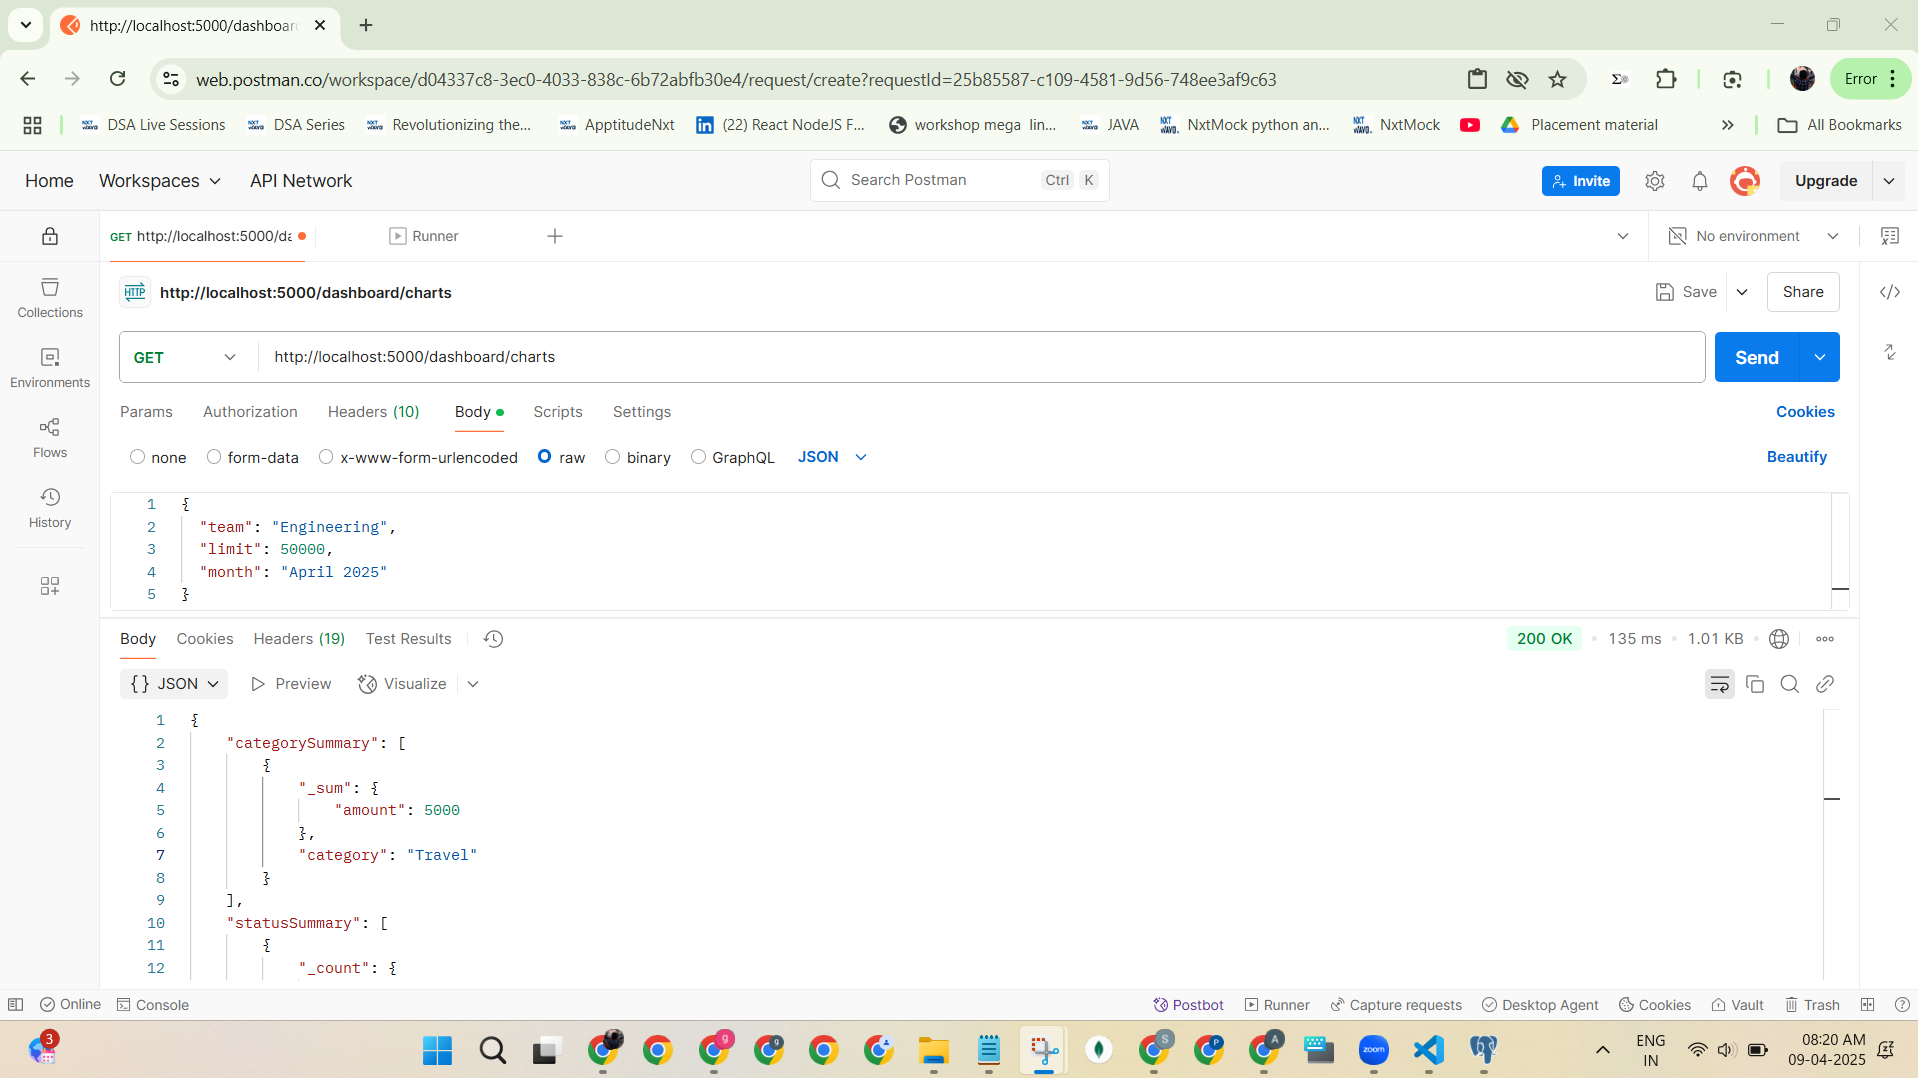 http://localhost:5000/dashboar
web.postman.co/workspace/d04337c8-3ec0-4033-838c-6b72abfb30e4/request/create?requestId=25b85587-c109-4581-9d56-748ee3af9c63
Error
DSA Live Sessions
DSA Series
Revolutionizing the...
ApptitudeNxt
(22) React NodeJS F...
workshop mega lin...
JAVA
NxtMock python an...
NxtMock
Placement material
All Bookmarks
Home
Workspaces
API Network
Search Postman
Ctrl K
Invite
Upgrade
GET http://localhost:5000/da
Runner
No environment
HTTP http://localhost:5000/dashboard/charts
Save
Share
Collections
Environments
Flows
History
GET
http://localhost:5000/dashboard/charts
Send
Params Authorization Headers (10) Body Scripts Settings
Cookies
none form-data x-www-form-urlencoded raw binary GraphQL JSON
Beautify
1 {
2 "team": "Engineering",
3 "limit": 50000,
4 "month": "April 2025"
5 }
Body Cookies Headers (19) Test Results
200 OK 135 ms 1.01 KB
{} JSON Preview Visualize
1 {
2 "categorySummary": [
3 {
4 "_sum": {
5 "amount": 5000
6 },
7 "category": "Travel"
8 }
9 ],
10 "statusSummary": [
11 {
12 "_count": {
Online Console
Postbot Runner Capture requests Desktop Agent Cookies Vault Trash
3
g
g
S
P
A
zoom
ENG
IN
08:20 AM
09-04-2025